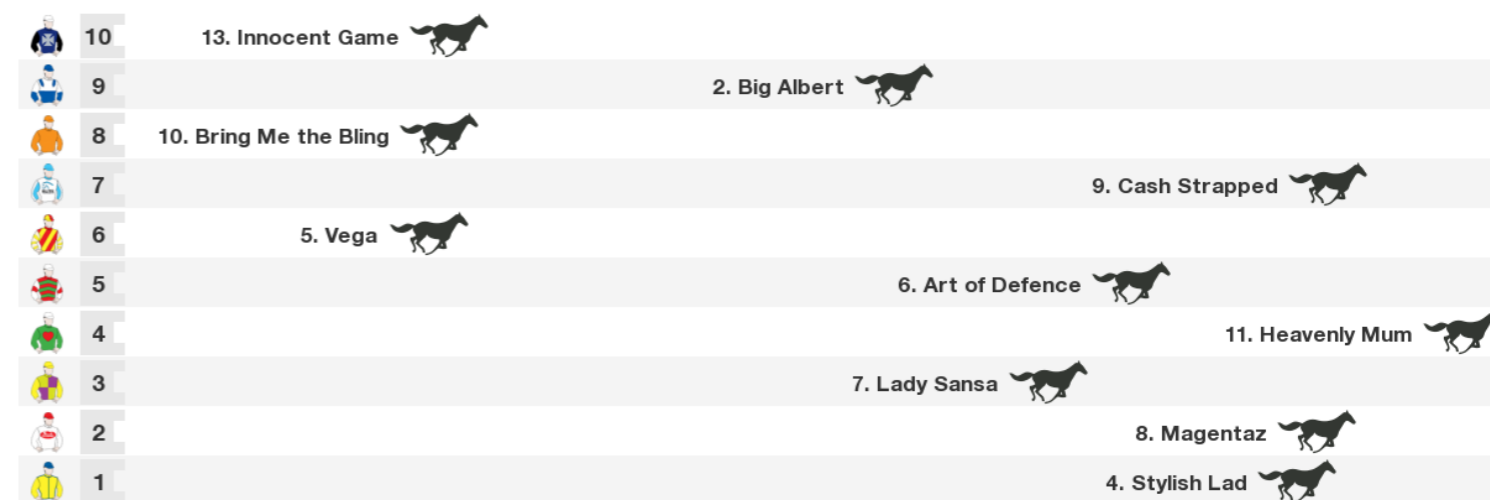 10 13. Innocent Game
9 2. Big Albert
8 10. Bring Me the Bling
7 9. Cash Strapped
6 5. Vega
5 6. Art of Defence
4 11. Heavenly Mum
3 7. Lady Sansa
2 8. Magentaz
1 4. Stylish Lad